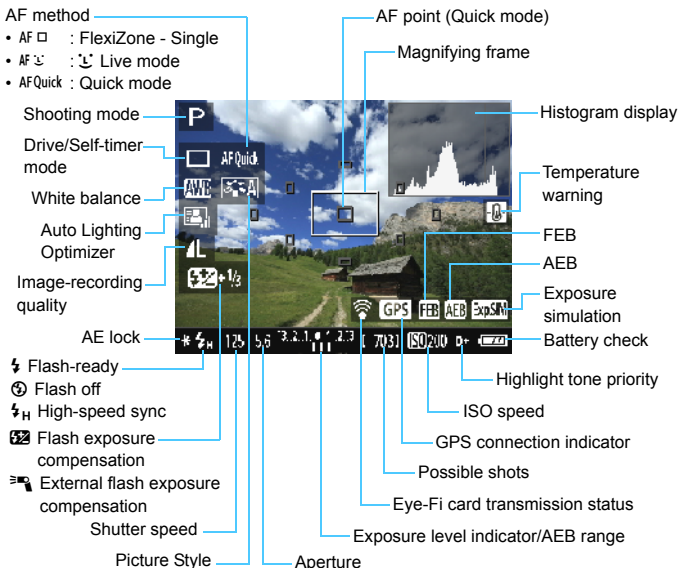 AF method
• AF □ : FlexiZone - Single
• AF : Live mode
• AFQuick : Quick mode
Shooting mode
Drive/Self-timer
mode
White balance
Auto Lighting
Optimizer
Image-recording
quality
AE lock
Flash-ready
Flash off
H High-speed sync
Flash exposure
compensation
External flash exposure
compensation
Shutter speed
Picture Style
Aperture
AF point (Quick mode)
Magnifying frame
Histogram display
Temperature
warning
FEB
AEB
Exposure
simulation
Battery check
Highlight tone priority
ISO speed
GPS connection indicator
Possible shots
Eye-Fi card transmission status
Exposure level indicator/AEB range
P
AFQuick
AWB A
L
+1/3
GPS FEB AEB ExpSIM
* H 125 5.6 -3..2..1..0..1..2..+3 [ 703] ISO 200 D+